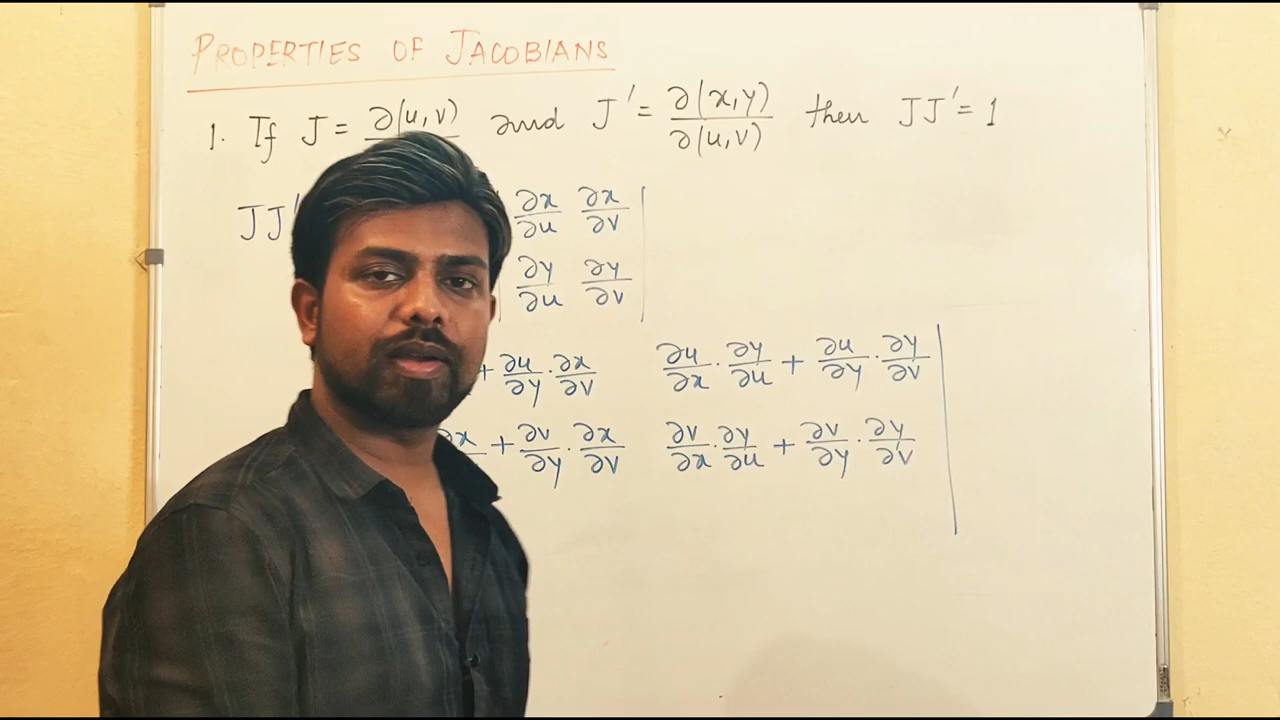 PROPERTIES OF JACOBIANS
1. If J = ∂(u,v) and J' = ∂(x,y)/∂(u,v) then JJ' = 1
JJ' ∂x/∂u ∂x/∂v
∂y/∂u ∂y/∂v
+ ∂u/∂y · ∂x/∂v ∂u/∂x · ∂y/∂u + ∂u/∂y · ∂y/∂v
∂x + ∂v/∂y · ∂x/∂v ∂v/∂x · ∂y/∂u + ∂v/∂y · ∂y/∂v